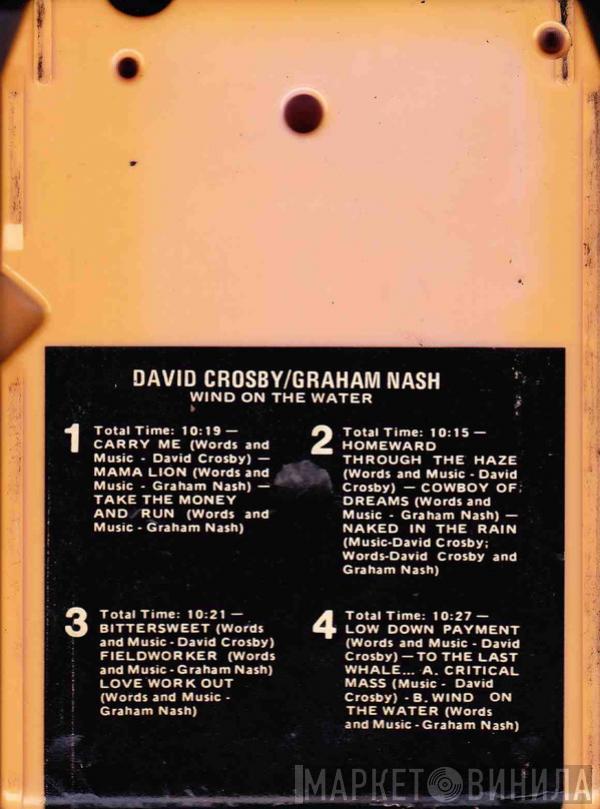 DAVID CROSBY/GRAHAM NASH
WIND ON THE WATER
1 Total Time: 10:19 —
CARRY ME (Words and
Music - David Crosby) —
MAMA LION (Words and
Music - Graham Nash) —
TAKE THE MONEY
AND RUN (Words and
Music - Graham Nash)
2 Total Time: 10:15 —
HOMEWARD
THROUGH THE HAZE
(Words and Music - David
Crosby) — COWBOY OF
DREAMS (Words and
Music - Graham Nash) —
NAKED IN THE RAIN
(Music-David Crosby;
Words-David Crosby and
Graham Nash)
3 Total Time: 10:21 —
BITTERSWEET (Words
and Music - David Crosby)
FIELDWORKER (Words
and Music - Graham Nash)
LOVE WORK OUT
(Words and Music -
Graham Nash)
4 Total Time: 10:27 —
LOW DOWN PAYMENT
(Words and Music - David
Crosby) — TO THE LAST
WHALE... A. CRITICAL
MASS (Music - David
Crosby) - B. WIND ON
THE WATER (Words
and Music - Graham Nash)
МАРКЕТ ВИНИЛА